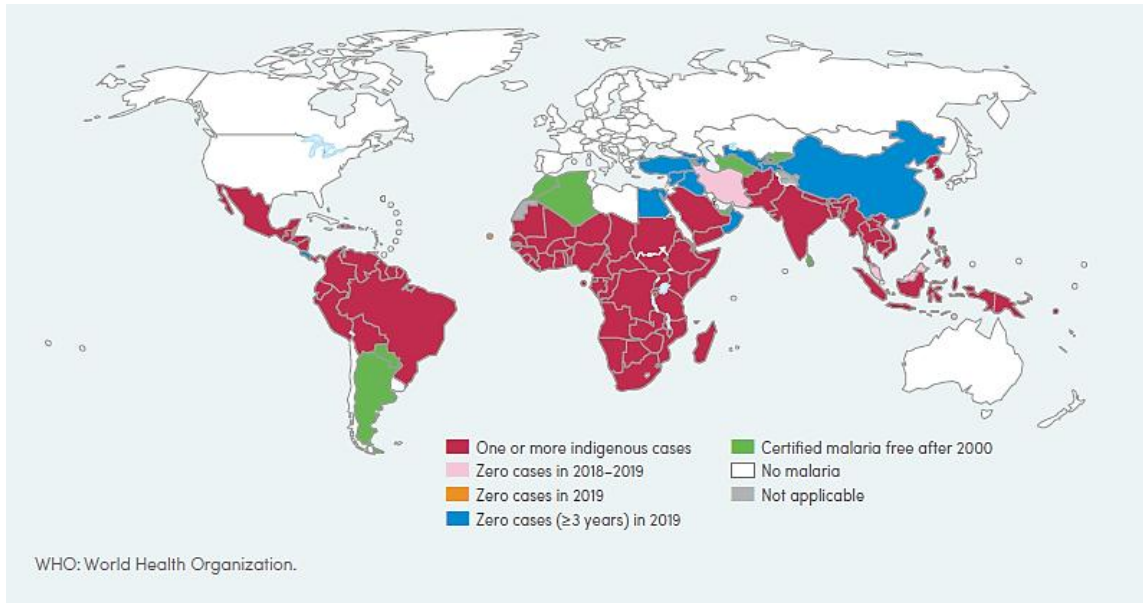 One or more indigenous cases
Zero cases in 2018–2019
Zero cases in 2019
Zero cases (≥3 years) in 2019
Certified malaria free after 2000
No malaria
Not applicable
WHO: World Health Organization.